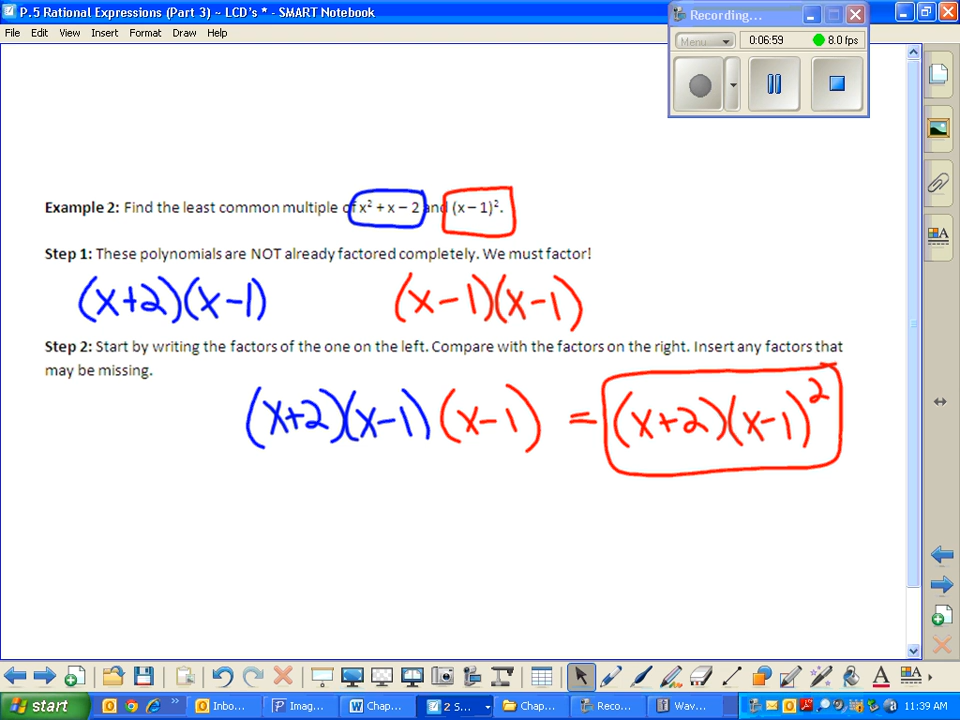 P.5 Rational Expressions (Part 3) ~ LCD's * - SMART Notebook
Recording...
File Edit View Insert Format Draw Help
Menu 0:06:59 8.0 fps
Example 2: Find the least common multiple of x² + x − 2 and (x − 1)².
Step 1: These polynomials are NOT already factored completely. We must factor!
(x+2)(x-1) (x-1)(x-1)
Step 2: Start by writing the factors of the one on the left. Compare with the factors on the right. Insert any factors that
may be missing.
(x+2)(x-1)(x-1) = (x+2)(x-1)²
start Inbo... Imag... Chap... 2 S... Chap... Reco... Wav... 11:39 AM